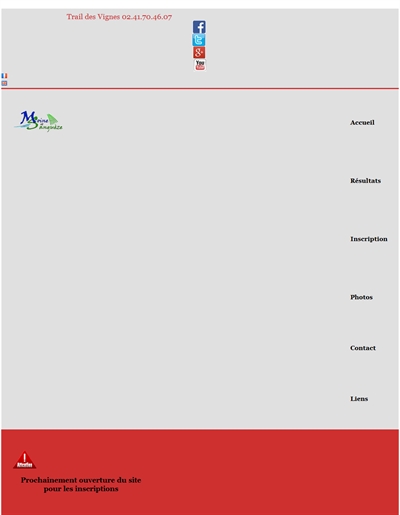 Trail des Vignes 02.41.70.46.07
f
You
Moine
et
Sanguèze
Accueil
Résultats
Inscription
Photos
Contact
Liens
Attention
Prochainement ouverture du site
pour les inscriptions